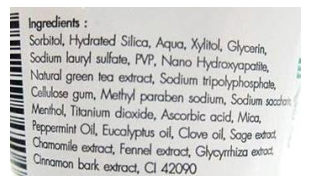 Ingredients :
Sorbitol, Hydrated Silica, Aqua, Xylitol, Glycerin,
Sodium lauryl sulfate, PVP, Nano Hydroxyapatite,
Natural green tea extract, Sodium tripolyphosphate,
Cellulose gum, Methyl paraben sodium, Sodium saccharin,
Menthol, Titanium dioxide, Ascorbic acid, Mica,
Peppermint Oil, Eucalyptus oil, Clove oil, Sage extract,
Chamomile extract, Fennel extract, Glycyrrhiza extract,
Cinnamon bark extract, CI 42090